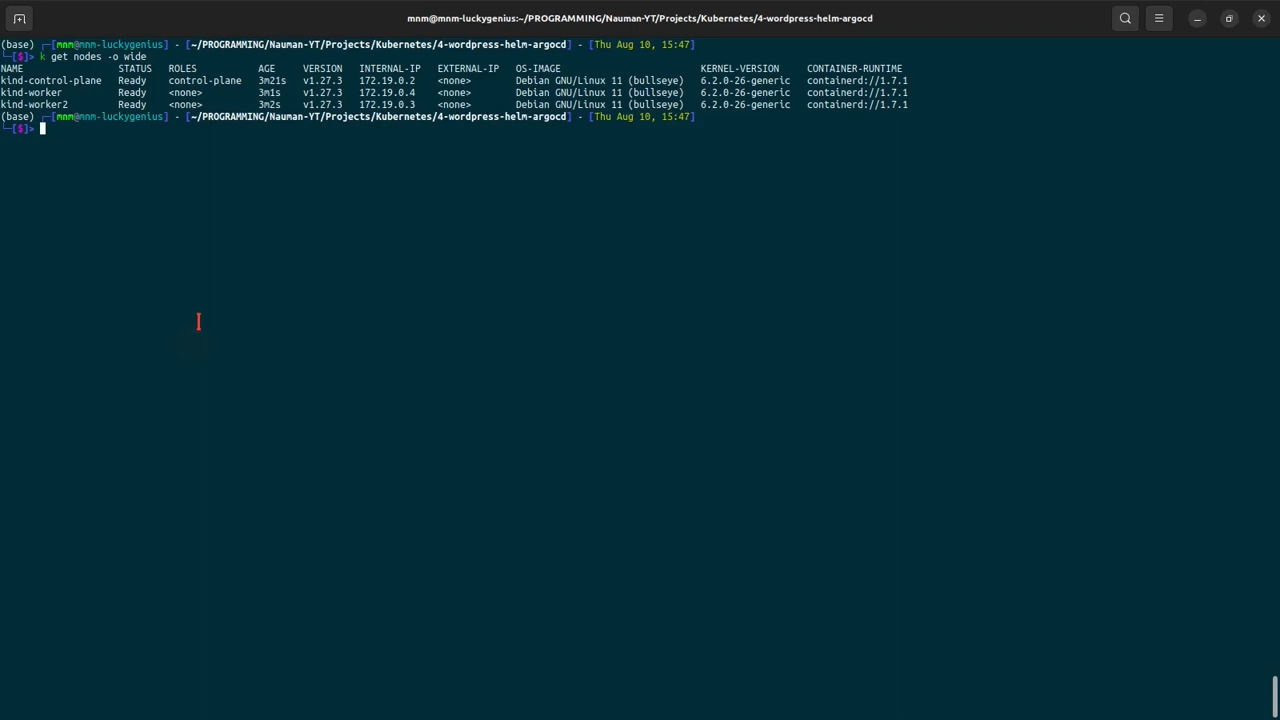 mnm@mnm-luckygenius:~/PROGRAMMING/Nauman-YT/Projects/Kubernetes/4-wordpress-helm-argocd
(base) ┌─[mnm@mnm-luckygenius] - [~/PROGRAMMING/Nauman-YT/Projects/Kubernetes/4-wordpress-helm-argocd] - [Thu Aug 10, 15:47]
└─[$]> k get nodes -o wide
NAME STATUS ROLES AGE VERSION INTERNAL-IP EXTERNAL-IP OS-IMAGE KERNEL-VERSION CONTAINER-RUNTIME
kind-control-plane Ready control-plane 3m21s v1.27.3 172.19.0.2 <none> Debian GNU/Linux 11 (bullseye) 6.2.0-26-generic containerd://1.7.1
kind-worker Ready <none> 3m1s v1.27.3 172.19.0.4 <none> Debian GNU/Linux 11 (bullseye) 6.2.0-26-generic containerd://1.7.1
kind-worker2 Ready <none> 3m2s v1.27.3 172.19.0.3 <none> Debian GNU/Linux 11 (bullseye) 6.2.0-26-generic containerd://1.7.1
(base) ┌─[mnm@mnm-luckygenius] - [~/PROGRAMMING/Nauman-YT/Projects/Kubernetes/4-wordpress-helm-argocd] - [Thu Aug 10, 15:47]
└─[$]>